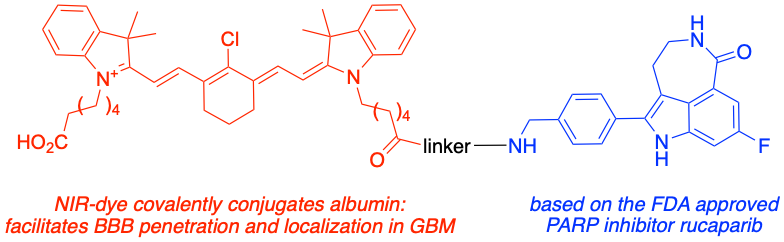 Cl
H
N
O
N+
N
4
4
HO2C
O
linker
NH
N
H
F
NIR-dye covalently conjugates albumin:
facilitates BBB penetration and localization in GBM
based on the FDA approved
PARP inhibitor rucaparib